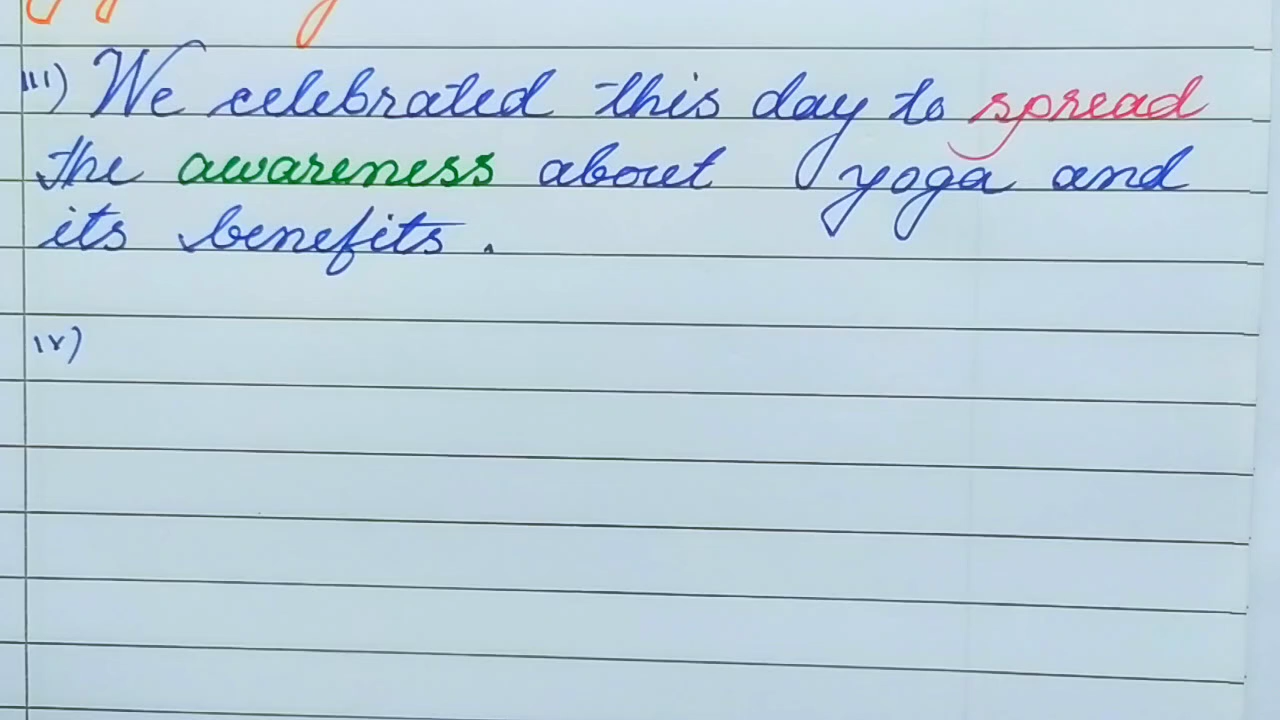 III) We celebrated this day to spread
the awareness about yoga and
its benefits.
IV)